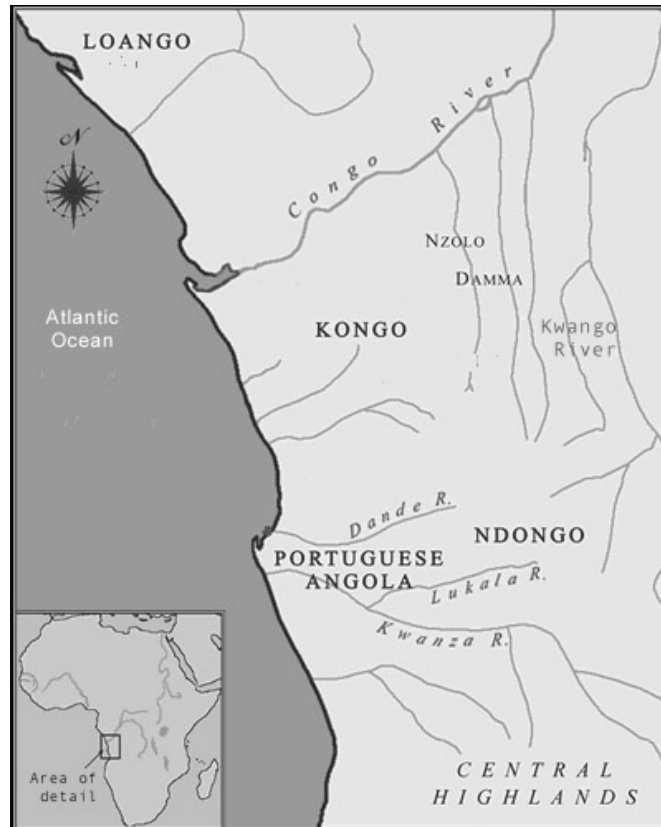 LOANGO
N
Congo River
NZOLO
DAMMA
Atlantic
Ocean
KONGO
Kwango
River
Dande R.
NDONGO
PORTUGUESE
ANGOLA
Lukala R.
Kwanza R.
Area of
detail
CENTRAL
HIGHLANDS